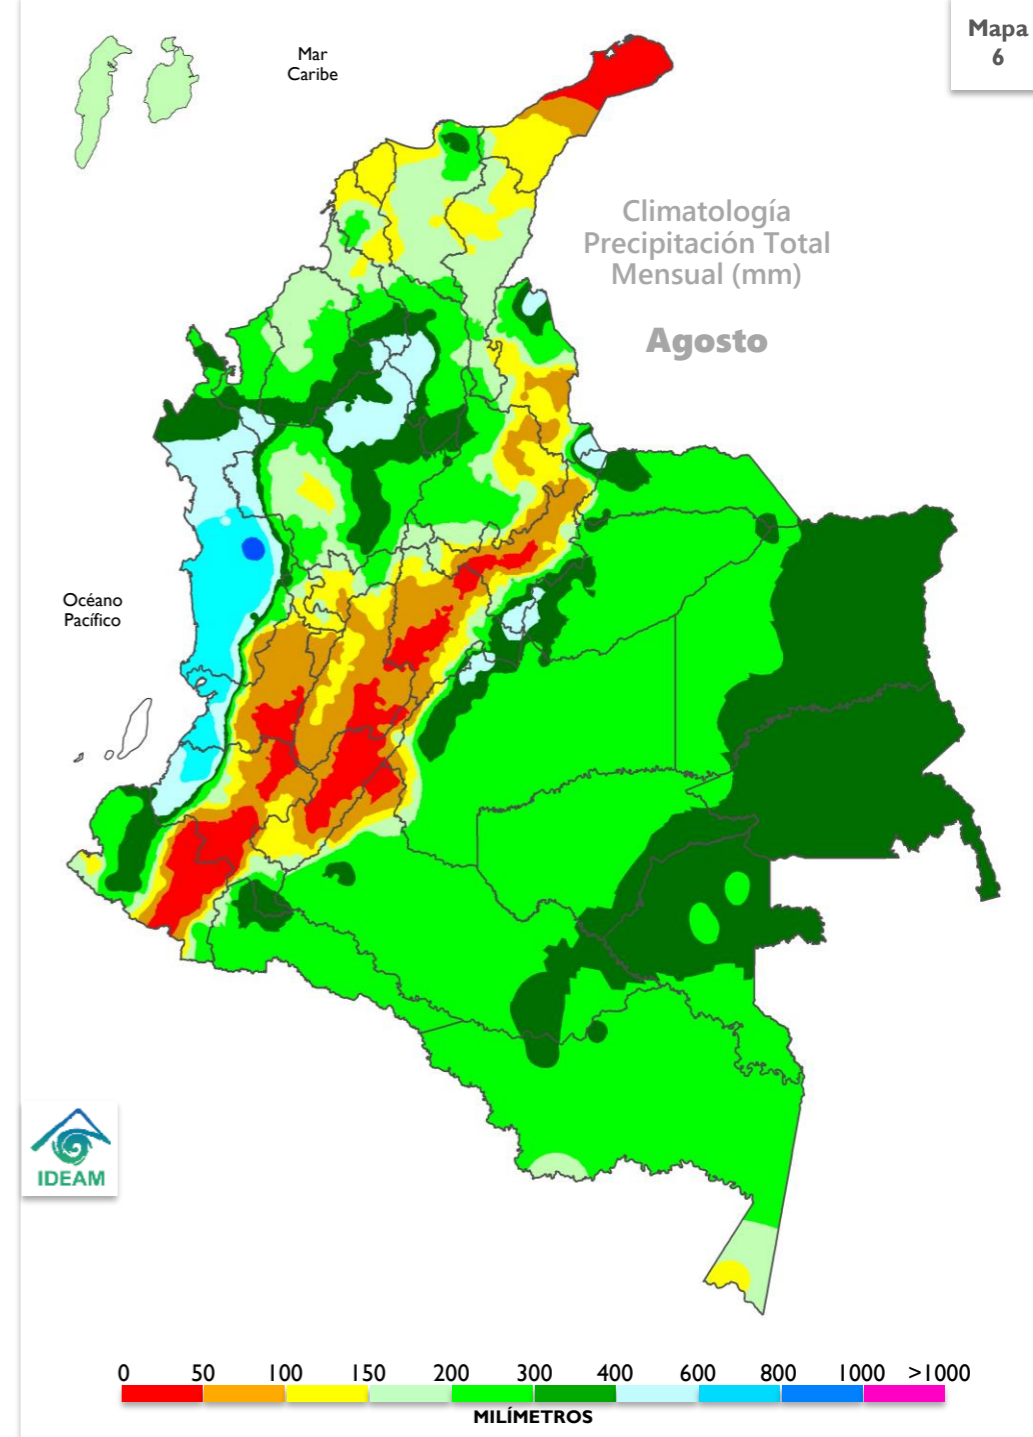 Mapa
6
Mar
Caribe
Climatología
Precipitación Total
Mensual (mm)
Agosto
Océano
Pacífico
IDEAM
0 50 100 150 200 300 400 600 800 1000 >1000
MILÍMETROS